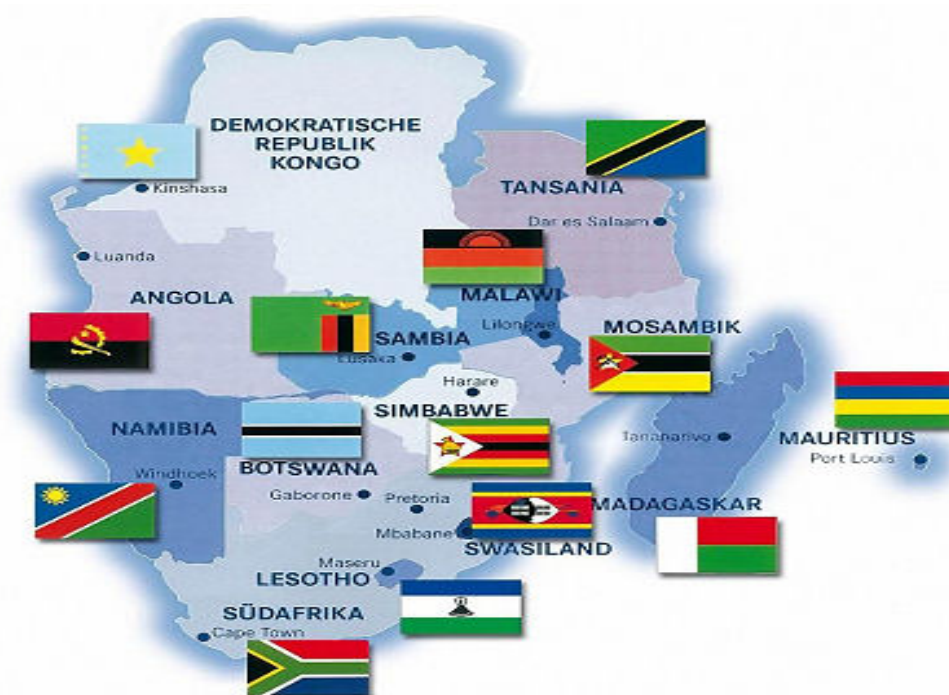 DEMOKRATISCHE
REPUBLIK
KONGO
Kinshasa
TANSANIA
Dar es Salaam
Luanda
ANGOLA
MALAWI
Lilongwe
SAMBIA
Lusaka
MOSAMBIK
Harare
SIMBABWE
NAMIBIA
Windhoek
BOTSWANA
Gaborone
Pretoria
Tananarivo
MAURITIUS
Port Louis
MADAGASKAR
Mbabane
SWASILAND
Maseru
LESOTHO
SÜDAFRIKA
Cape Town